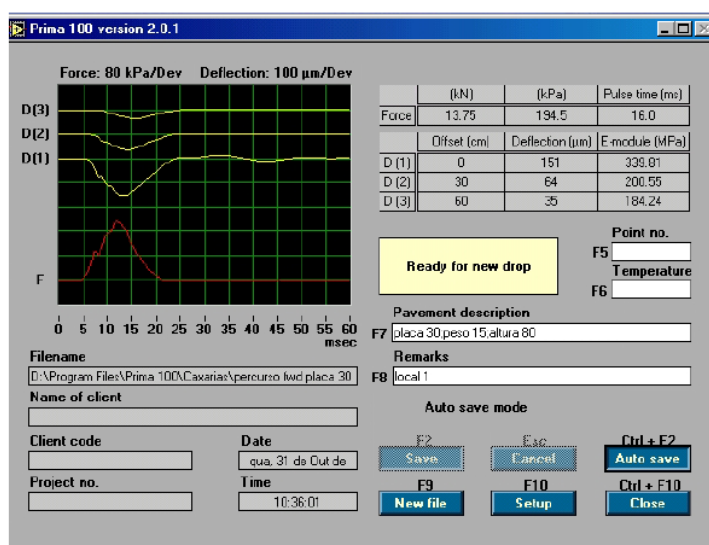 Prima 100 version 2.0.1
Force: 80 kPa/Dev Deflection: 100 µm/Dev
D(3)
D(2)
D(1)
F
0 5 10 15 20 25 30 35 40 45 50 55 60
msec
(kN) (kPa) Pulse time (ms)
Force 13.75 194.5 16.0
Offset (cm) Deflection (µm) E-module (MPa)
D (1) 0 151 339.81
D (2) 30 64 200.55
D (3) 60 35 184.24
Ready for new drop
Point no.
F5
Temperature
F6
Pavement description
F7 placa 30,peso 15,altura 80
Remarks
F8 local 1
Filename
D:\Program Files\Prima 100\Caxarias\percurso fwd placa 30
Name of client
Client code
Date
qua, 31 de Out de
Project no.
Time
10:36:01
Auto save mode
F2 Esc Ctrl + F2
Save Cancel Auto save
F9 F10 Ctrl + F10
New file Setup Close